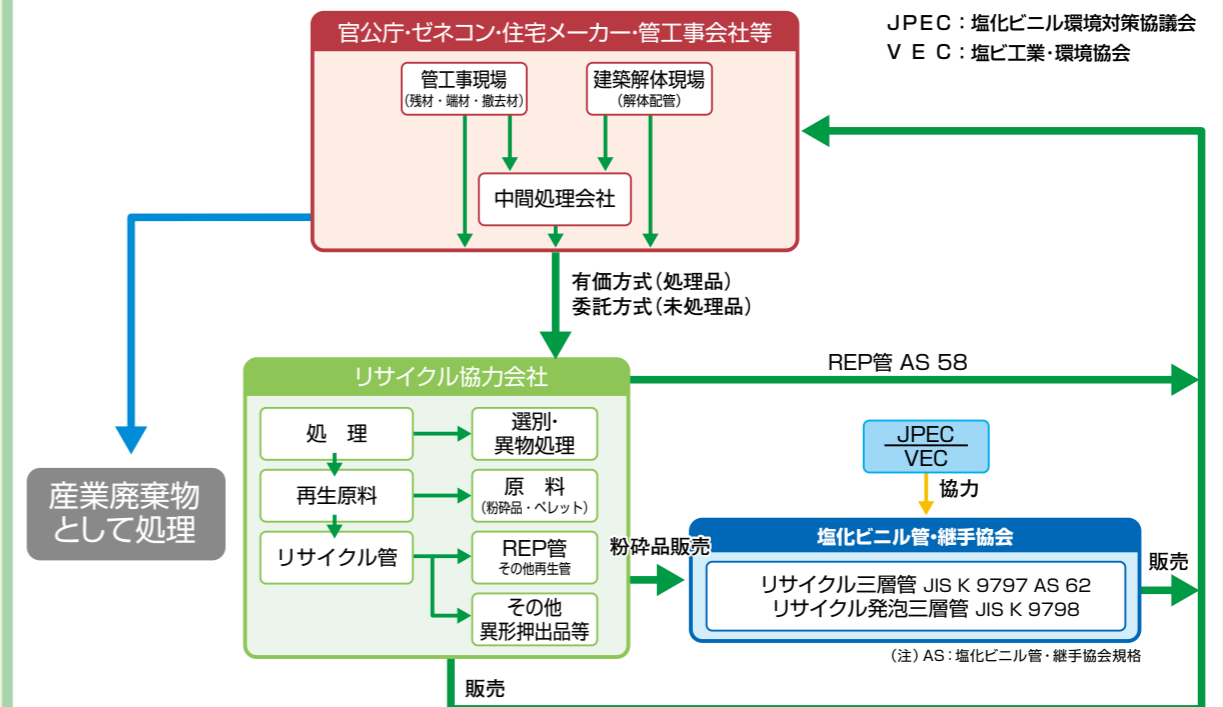 官公庁・ゼネコン・住宅メーカー・管工事会社等
JPEC：塩化ビニル環境対策協議会
VEC：塩ビ工業・環境協会
管工事現場
(残材・端材・撤去材)
建築解体現場
(解体配管)
中間処理会社
有価方式(処理品)
委託方式(未処理品)
リサイクル協力会社
REP管 AS 58
処 理
選別・
異物処理
再生原料
原 料
(粉砕品・ペレット)
リサイクル管
REP管
その他再生管
その他
異形押出品等
産業廃棄物
として処理
JPEC
VEC
協力
粉砕品販売
塩化ビニル管・継手協会
リサイクル三層管 JIS K 9797 AS 62
リサイクル発泡三層管 JIS K 9798
販売
(注) AS：塩化ビニル管・継手協会規格
販売